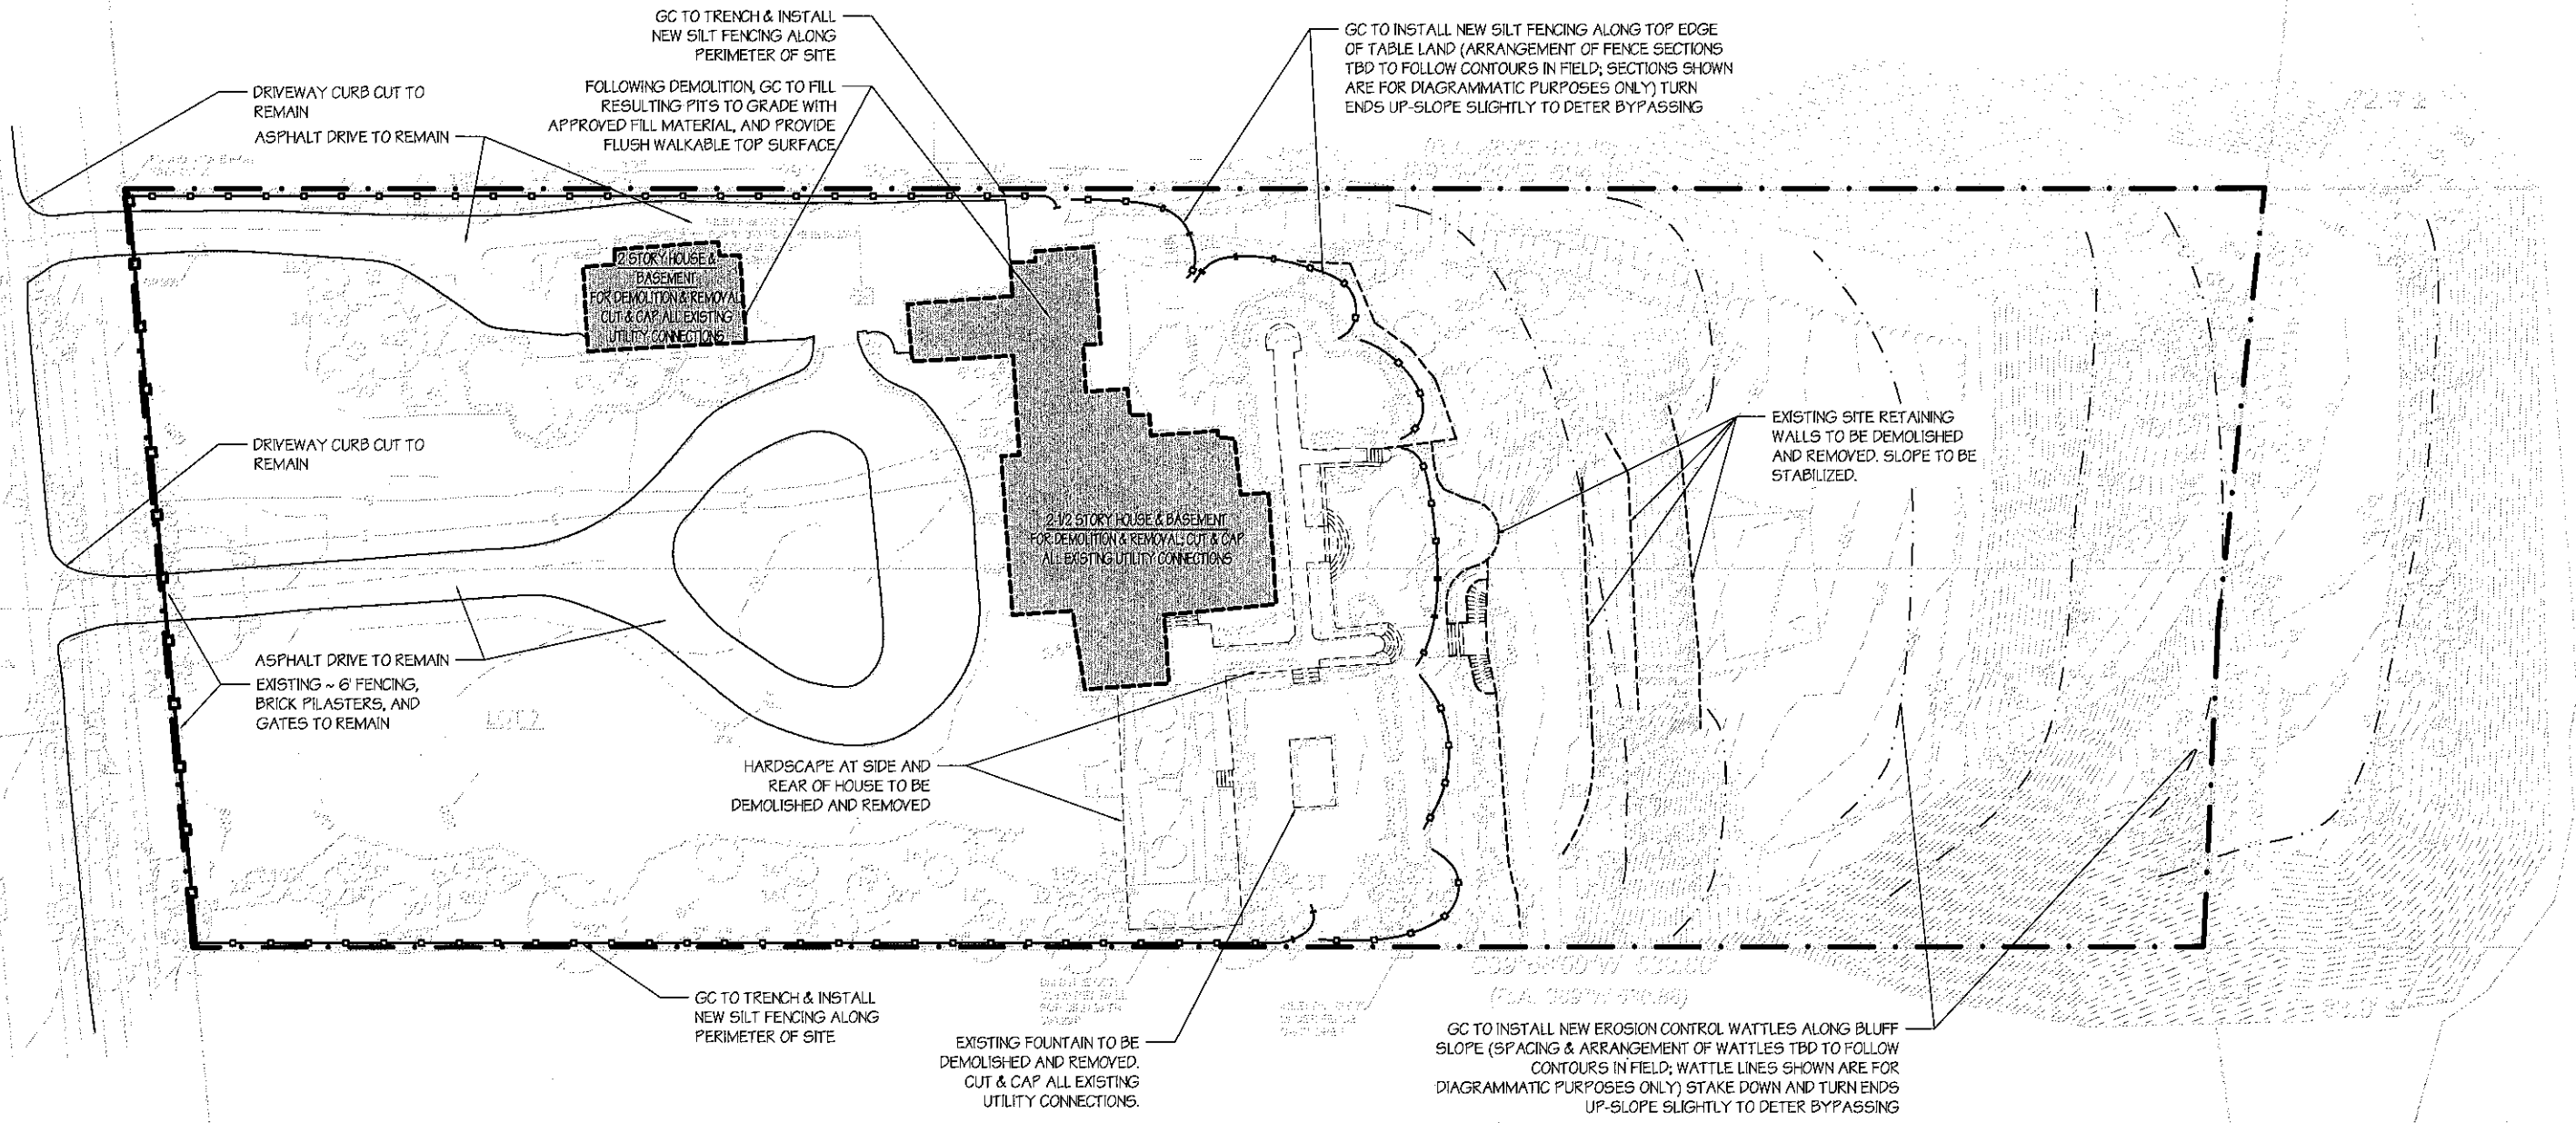 GC TO TRENCH & INSTALL
NEW SILT FENCING ALONG
PERIMETER OF SITE
GC TO INSTALL NEW SILT FENCING ALONG TOP EDGE
OF TABLE LAND (ARRANGEMENT OF FENCE SECTIONS
TBD TO FOLLOW CONTOURS IN FIELD; SECTIONS SHOWN
ARE FOR DIAGRAMMATIC PURPOSES ONLY) TURN
ENDS UP-SLOPE SLIGHTLY TO DETER BYPASSING
FOLLOWING DEMOLITION, GC TO FILL
RESULTING PITS TO GRADE WITH
APPROVED FILL MATERIAL, AND PROVIDE
FLUSH WALKABLE TOP SURFACE
DRIVEWAY CURB CUT TO
REMAIN
ASPHALT DRIVE TO REMAIN
2 STORY HOUSE &
BASEMENT
FOR DEMOLITION & REMOVAL
CUT & CAP ALL EXISTING
UTILITY CONNECTIONS
DRIVEWAY CURB CUT TO
REMAIN
EXISTING SITE RETAINING
WALLS TO BE DEMOLISHED
AND REMOVED. SLOPE TO BE
STABILIZED.
2-1/2 STORY HOUSE & BASEMENT
FOR DEMOLITION & REMOVAL; CUT & CAP
ALL EXISTING UTILITY CONNECTIONS
ASPHALT DRIVE TO REMAIN
EXISTING ~ 6' FENCING,
BRICK PILASTERS, AND
GATES TO REMAIN
LOT 2
HARDSCAPE AT SIDE AND
REAR OF HOUSE TO BE
DEMOLISHED AND REMOVED
GC TO TRENCH & INSTALL
NEW SILT FENCING ALONG
PERIMETER OF SITE
EXISTING FOUNTAIN TO BE
DEMOLISHED AND REMOVED.
CUT & CAP ALL EXISTING
UTILITY CONNECTIONS.
GC TO INSTALL NEW EROSION CONTROL WATTLES ALONG BLUFF
SLOPE (SPACING & ARRANGEMENT OF WATTLES TBD TO FOLLOW
CONTOURS IN FIELD; WATTLE LINES SHOWN ARE FOR
DIAGRAMMATIC PURPOSES ONLY) STAKE DOWN AND TURN ENDS
UP-SLOPE SLIGHTLY TO DETER BYPASSING